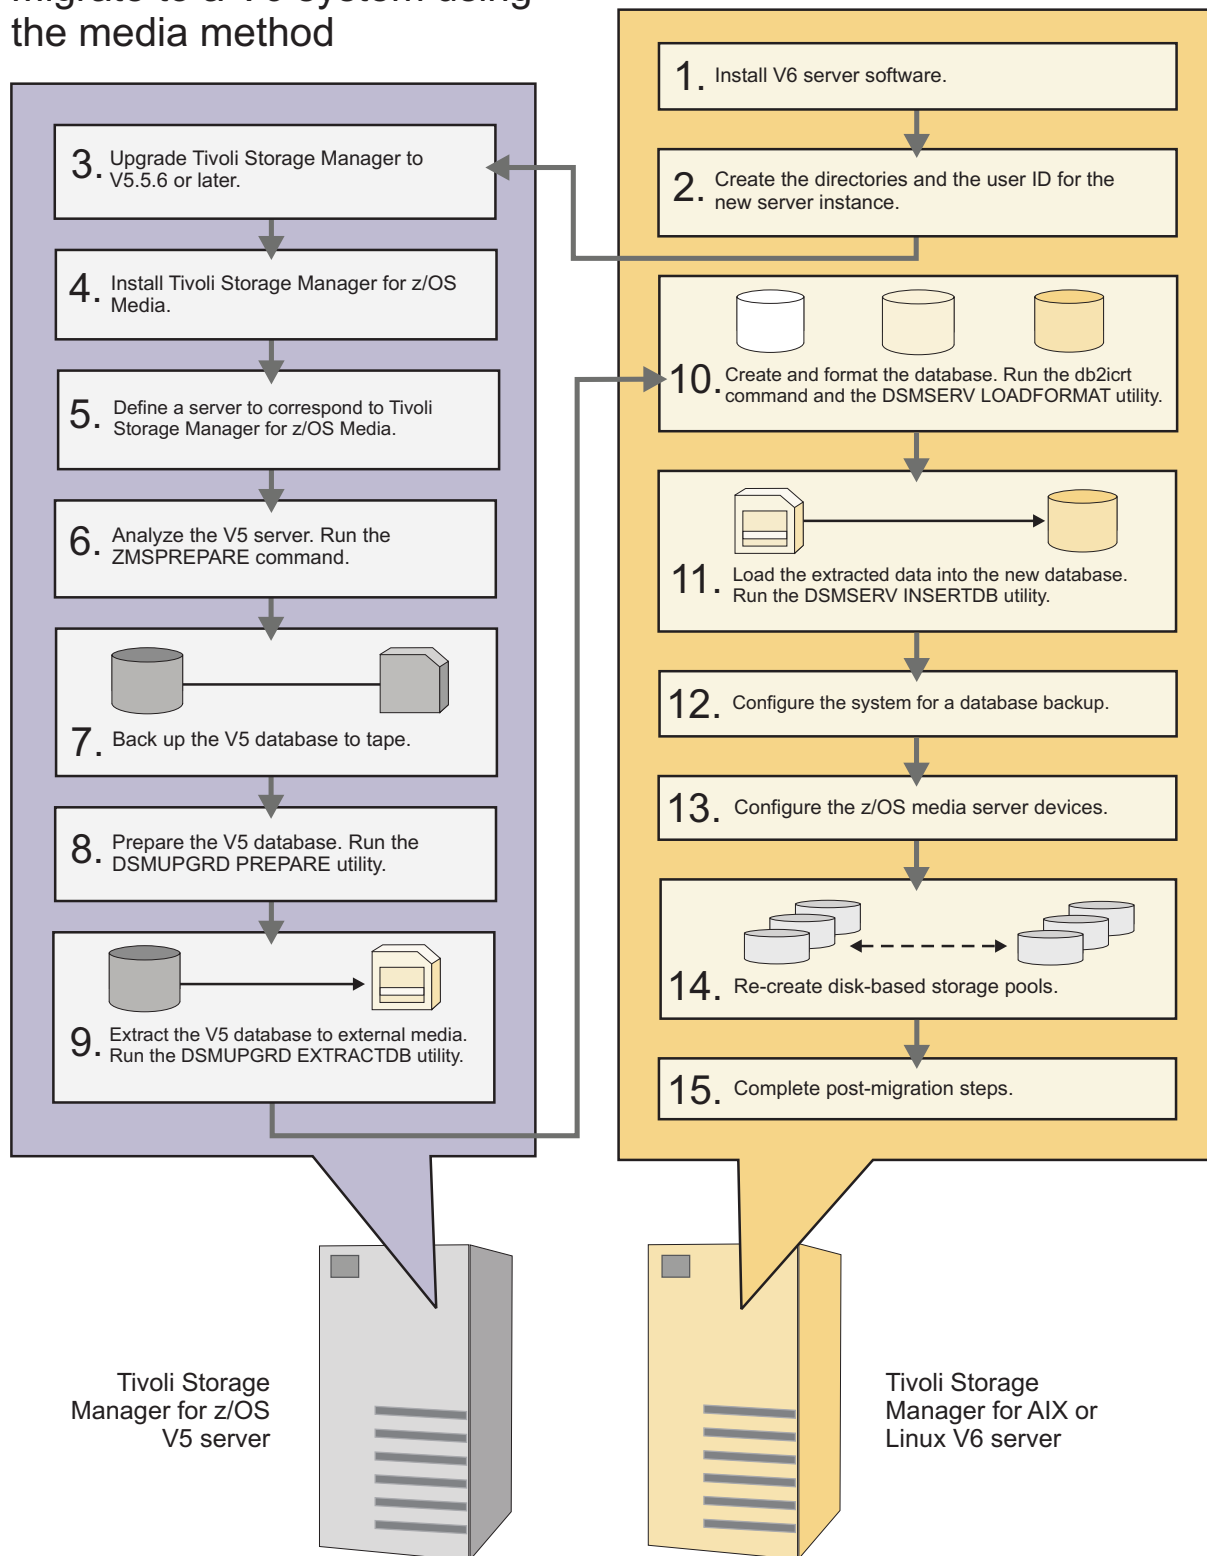 migrate to a V6 system using
the media method
1. Install V6 server software.
2. Create the directories and the user ID for the
new server instance.
3. Upgrade Tivoli Storage Manager to
V5.5.6 or later.
4. Install Tivoli Storage Manager for z/OS
Media.
5. Define a server to correspond to Tivoli
Storage Manager for z/OS Media.
6. Analyze the V5 server. Run the
ZMSPREPARE command.
7. Back up the V5 database to tape.
8. Prepare the V5 database. Run the
DSMUPGRD PREPARE utility.
9. Extract the V5 database to external media.
Run the DSMUPGRD EXTRACTDB utility.
10. Create and format the database. Run the db2icrt
command and the DSMSERV LOADFORMAT utility.
11. Load the extracted data into the new database.
Run the DSMSERV INSERTDB utility.
12. Configure the system for a database backup.
13. Configure the z/OS media server devices.
14. Re-create disk-based storage pools.
15. Complete post-migration steps.
Tivoli Storage
Manager for z/OS
V5 server
Tivoli Storage
Manager for AIX or
Linux V6 server